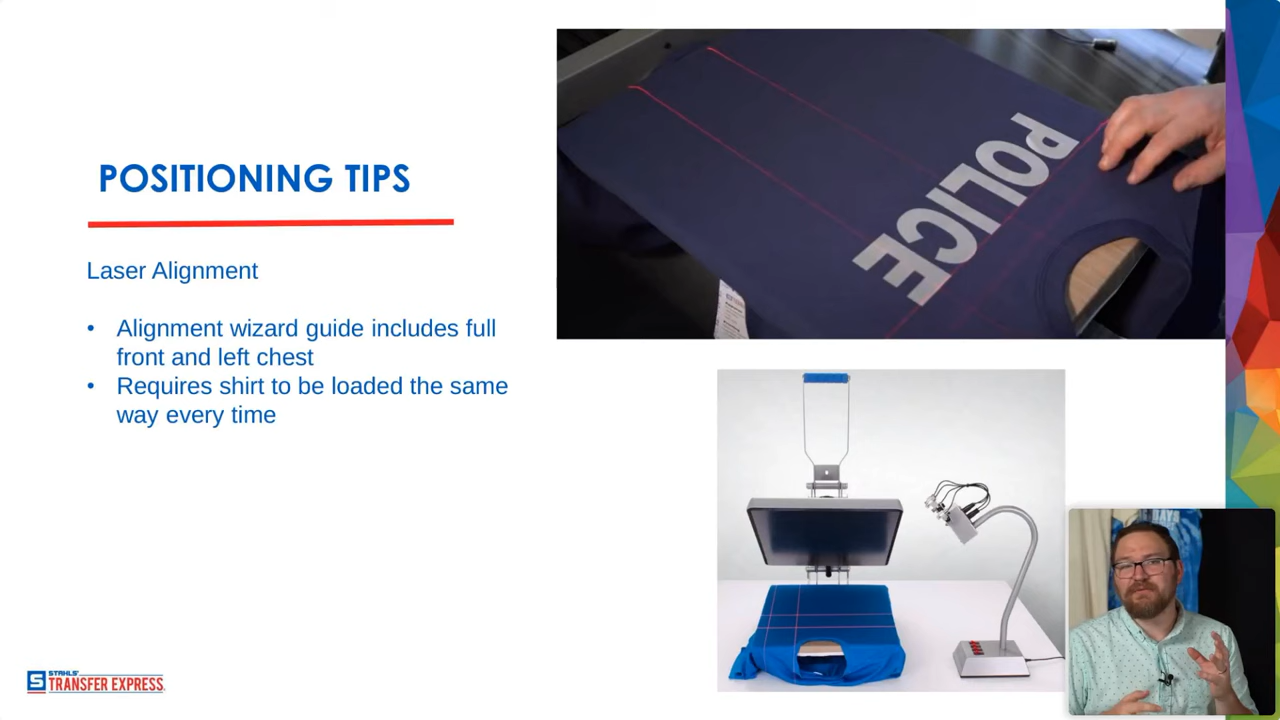 POSITIONING TIPS
Laser Alignment
• Alignment wizard guide includes full
front and left chest
• Requires shirt to be loaded the same
way every time
POLICE
S STAHLS'
TRANSFER EXPRESS